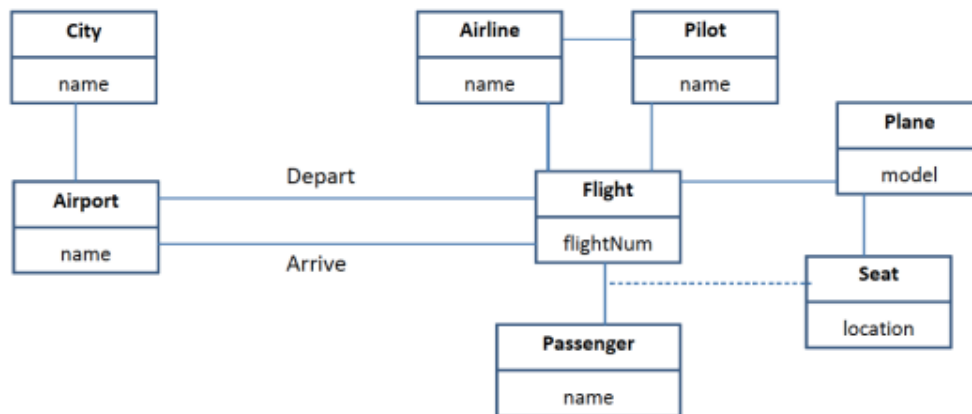 City
name
Airline
name
Pilot
name
Plane
model
Airport
name
Depart
Arrive
Flight
flightNum
Seat
location
Passenger
name